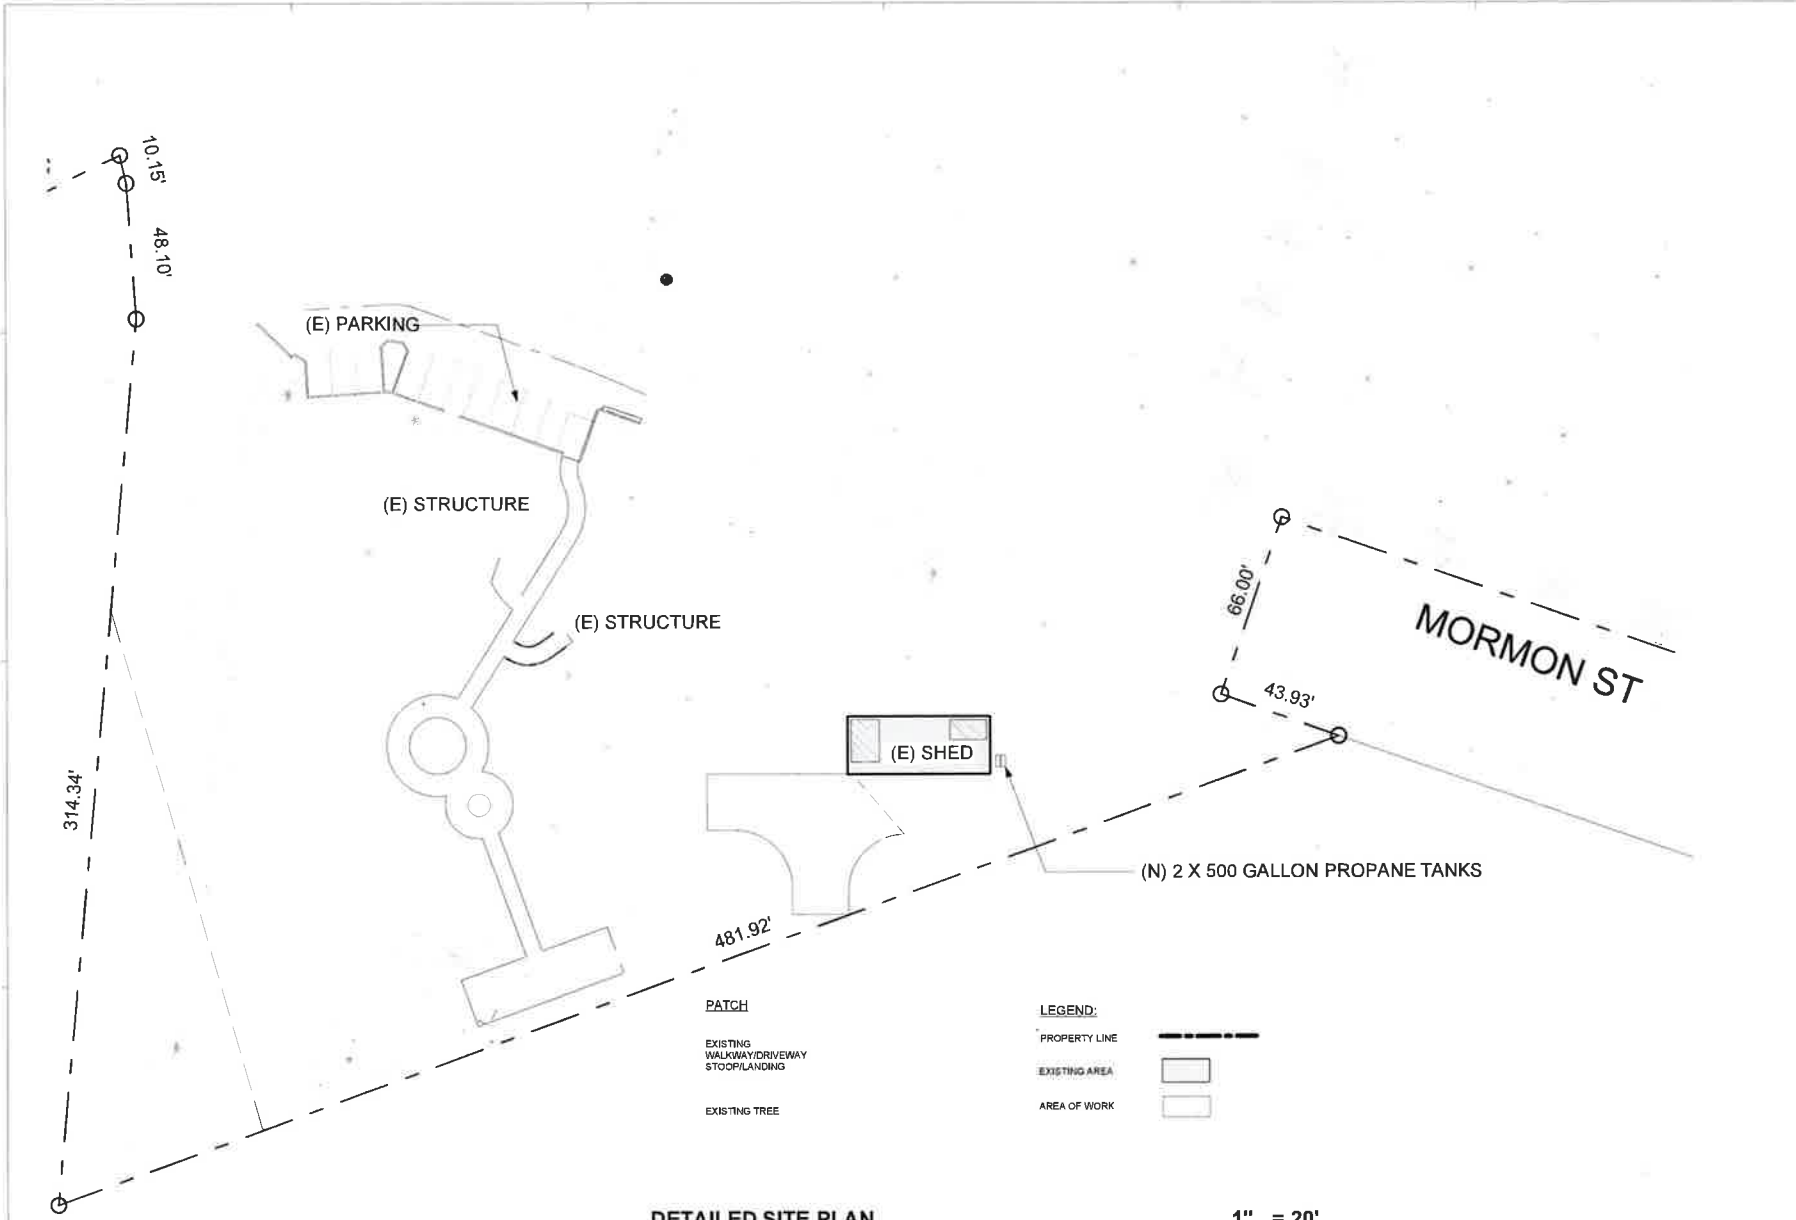 10.15'
48.10'
(E) PARKING
(E) STRUCTURE
(E) STRUCTURE
66.00'
MORMON ST
43.93'
(E) SHED
314.34'
(N) 2 X 500 GALLON PROPANE TANKS
481.92'
PATCH
EXISTING
WALKWAY/DRIVEWAY
STOOP/LANDING
EXISTING TREE
LEGEND:
PROPERTY LINE
EXISTING AREA
AREA OF WORK
DETAILED SITE PLAN
1" = 20'